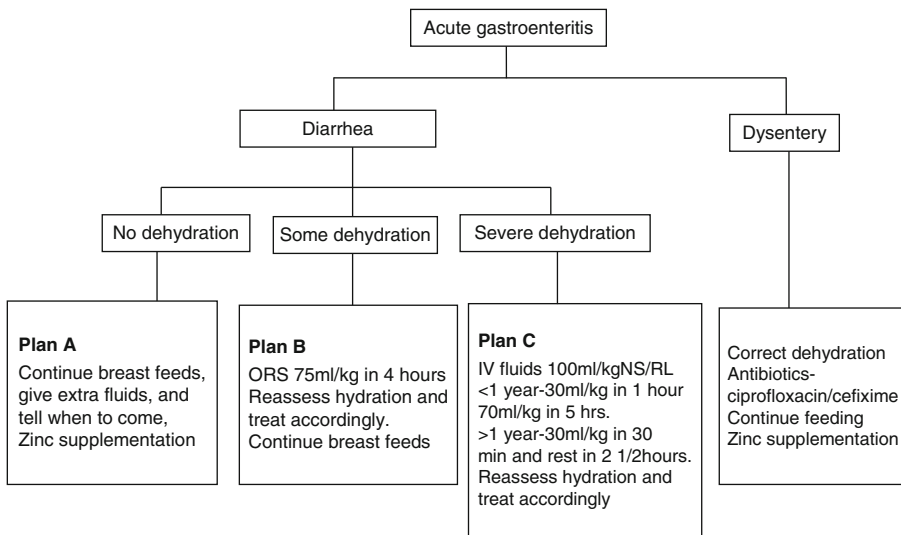 Acute gastroenteritis
Diarrhea
Dysentery
No dehydration
Some dehydration
Severe dehydration
Plan A
Continue breast feeds,
give extra fluids, and
tell when to come,
Zinc supplementation
Plan B
ORS 75ml/kg in 4 hours
Reassess hydration and
treat accordingly.
Continue breast feeds
Plan C
IV fluids 100ml/kgNS/RL
<1 year-30ml/kg in 1 hour
70ml/kg in 5 hrs.
>1 year-30ml/kg in 30
min and rest in 2 1/2hours.
Reassess hydration and
treat accordingly
Correct dehydration
Antibiotics-
ciprofloxacin/cefixime
Continue feeding
Zinc supplementation